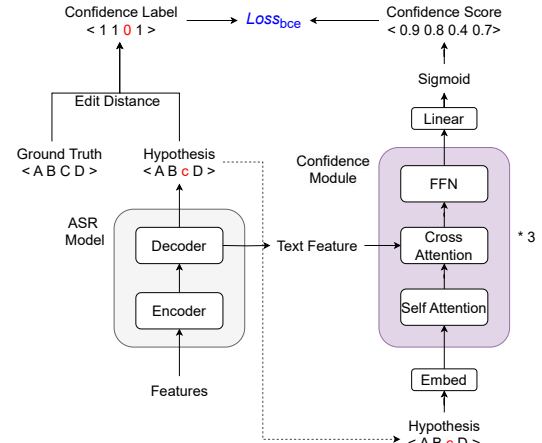 Confidence Label
< 1 1 0 1 >
Loss_bce
Confidence Score
< 0.9 0.8 0.4 0.7>
Sigmoid
Linear
Edit Distance
Ground Truth
< A B C D >
Hypothesis
< A B c D >
Confidence
Module
FFN
ASR
Model
Decoder
Text Feature
Cross
Attention
* 3
Encoder
Self Attention
Features
Embed
Hypothesis
< A B c D >